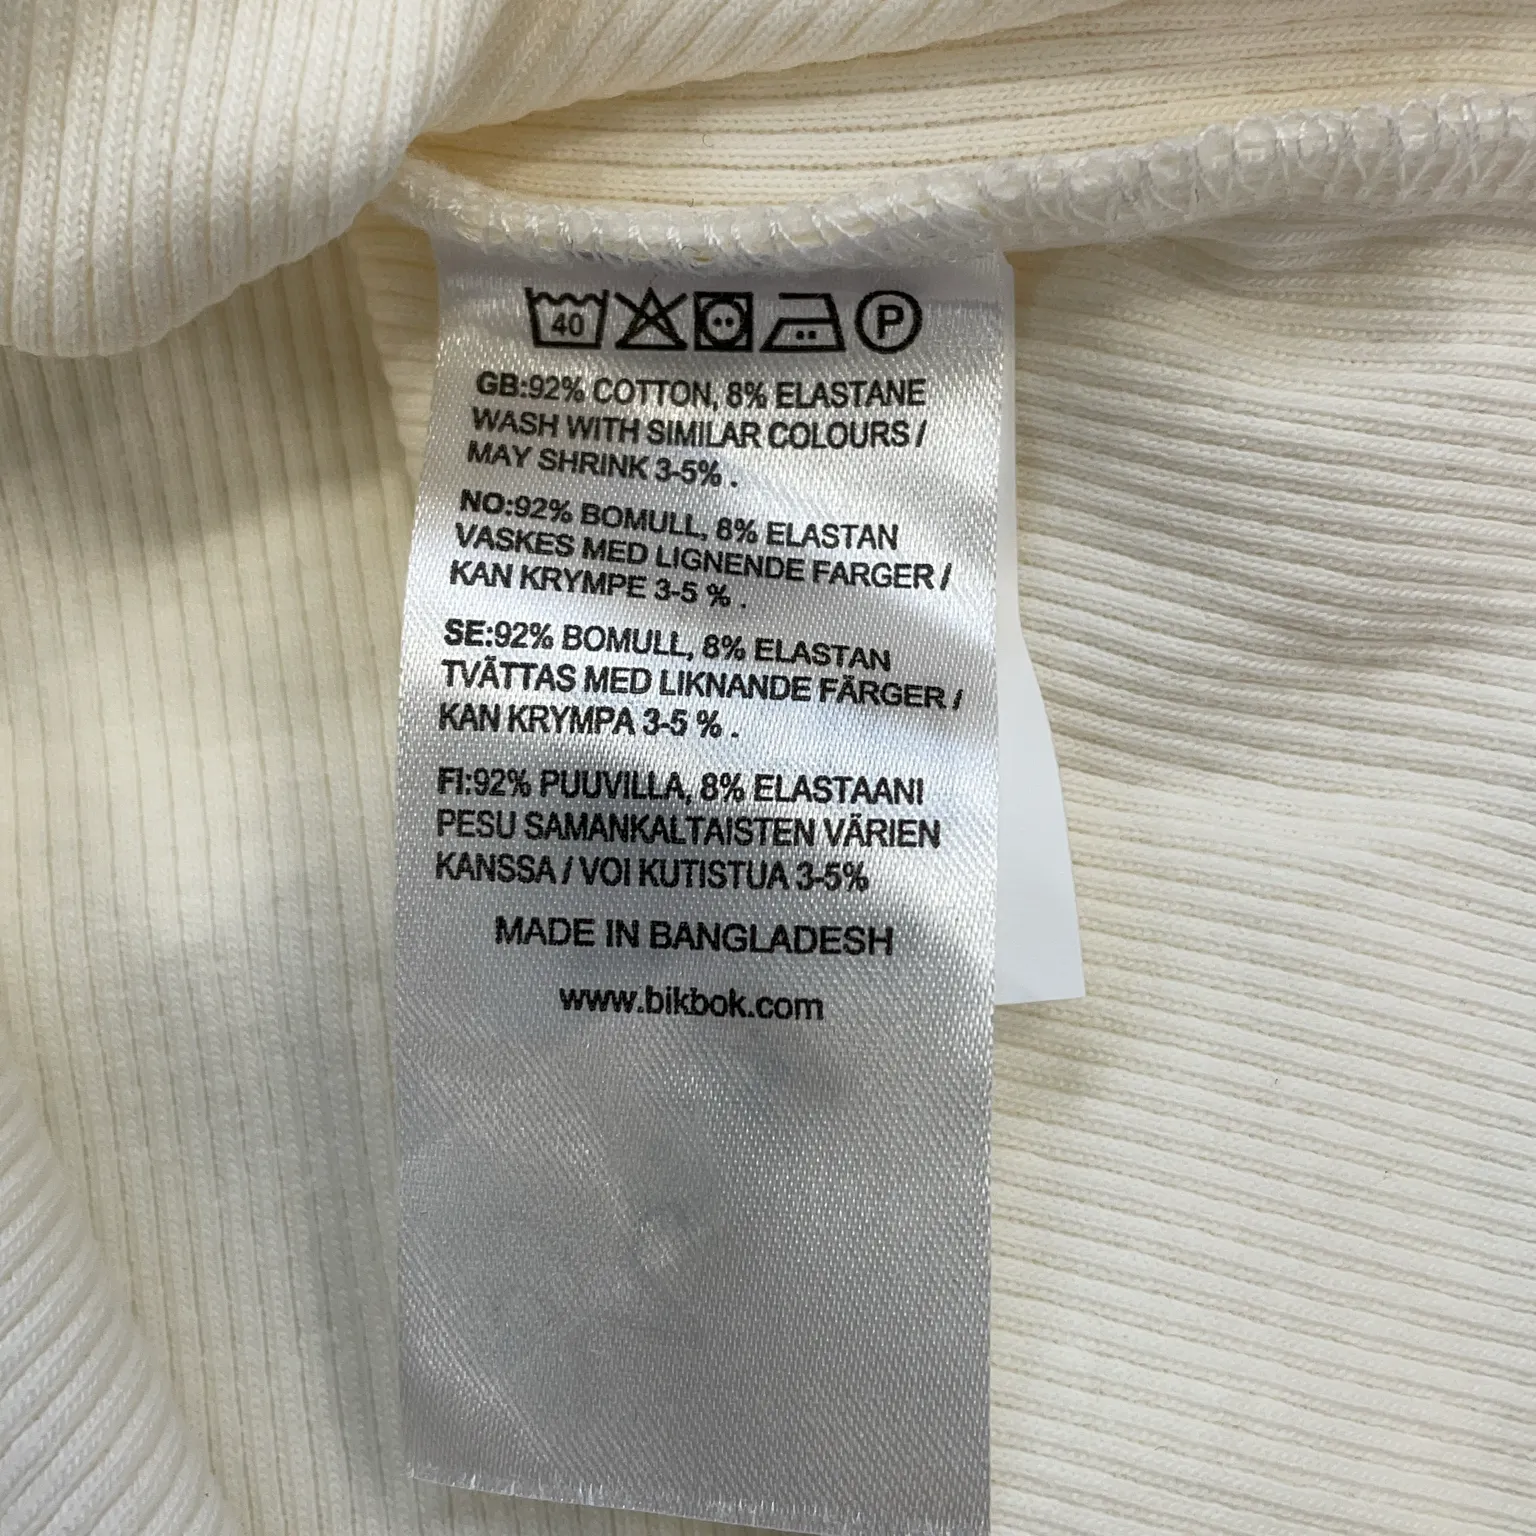 40 P
GB:92% COTTON, 8% ELASTANE
WASH WITH SIMILAR COLOURS /
MAY SHRINK 3-5% .
NO:92% BOMULL, 8% ELASTAN
VASKES MED LIGNENDE FARGER /
KAN KRYMPE 3-5 % .
SE:92% BOMULL, 8% ELASTAN
TVÄTTAS MED LIKNANDE FÄRGER /
KAN KRYMPA 3-5 % .
FI:92% PUUVILLA, 8% ELASTAANI
PESU SAMANKALTAISTEN VÄRIEN
KANSSA / VOI KUTISTUA 3-5%
MADE IN BANGLADESH
www.bikbok.com